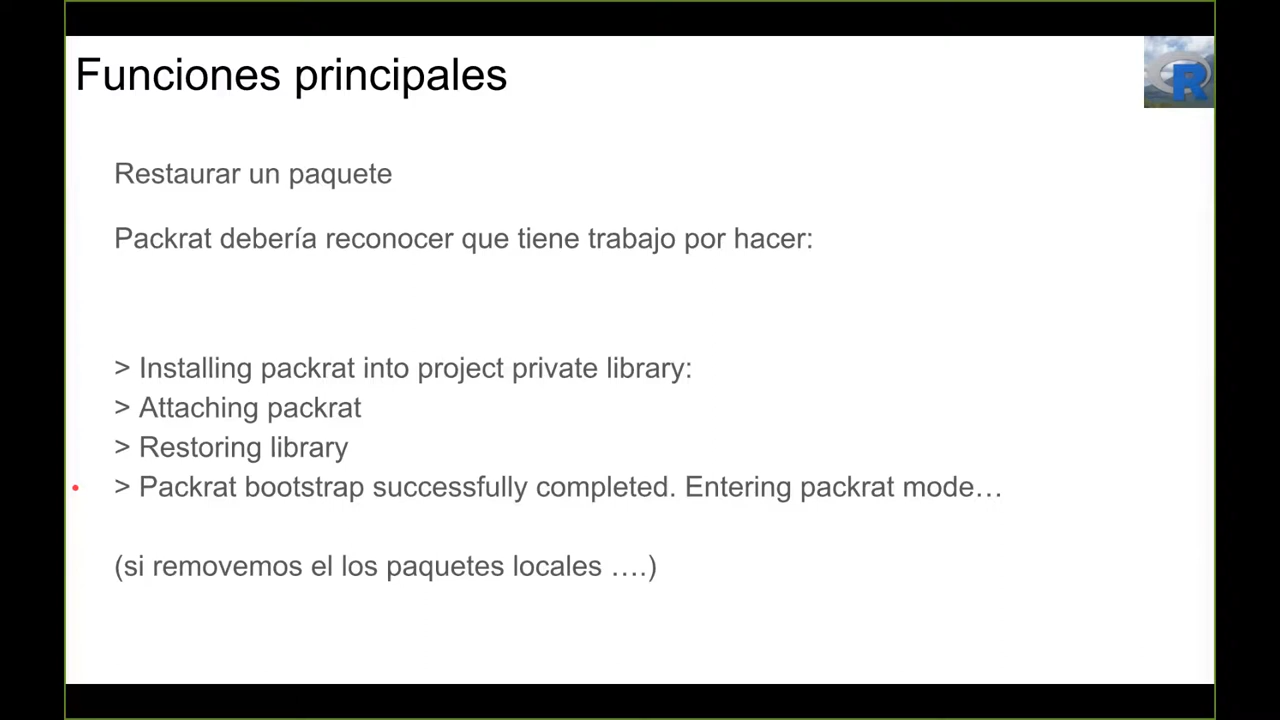 Funciones principales
R
Restaurar un paquete
Packrat debería reconocer que tiene trabajo por hacer:
> Installing packrat into project private library:
> Attaching packrat
> Restoring library
> Packrat bootstrap successfully completed. Entering packrat mode…
(si removemos el los paquetes locales ….)